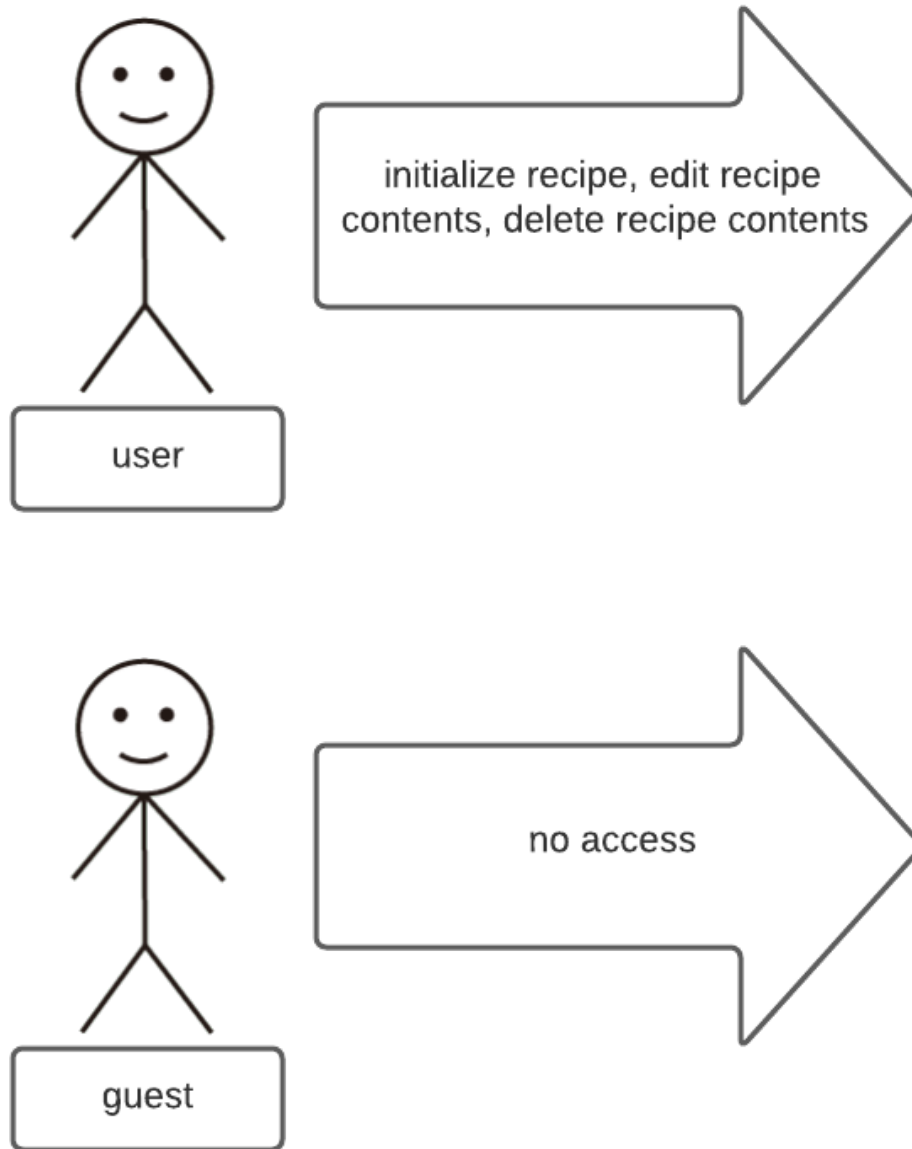 initialize recipe, edit recipe
contents, delete recipe contents
user
no access
guest